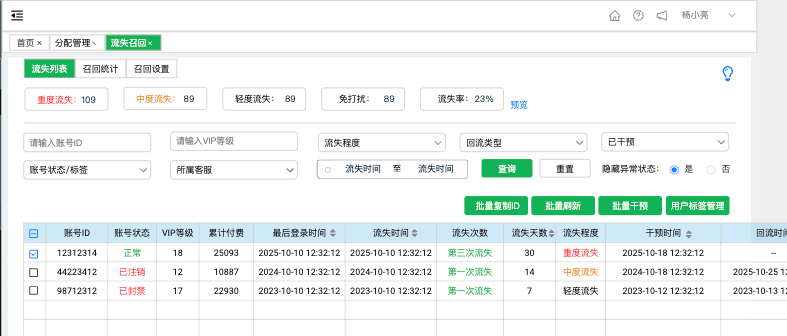 杨小亮
首页 × 分配管理× 流失召回×
流失列表 召回统计 召回设置
重度流失: 109 中度流失: 89 轻度流失: 89 免打扰: 89 流失率: 23% 预览
请输入账号ID 请输入VIP等级 流失程度 回流类型 已干预
账号状态/标签 所属客服 流失时间 至 流失时间 查询 重置 隐藏异常状态: 是 否
批量复制ID 批量刷新 批量干预 用户标签管理
账号ID 账号状态 VIP等级 累计付费 最后登录时间 流失时间 流失次数 流失天数 流失程度 干预时间 回流时间
12312314 正常 18 25093 2025-10-10 12:32:12 2025-10-10 12:32:12 第三次流失 30 重度流失 2025-10-18 12:32:12 --
44223412 已注销 12 10887 2024-10-10 12:32:12 2024-10-10 12:32:12 第一次流失 14 中度流失 2024-10-18 12:32:12 2025-10-25 12
98712312 已封禁 17 22930 2023-10-10 12:32:12 2023-10-10 12:32:12 第一次流失 7 轻度流失 2023-10-12 12:32:12 2023-10-13 12